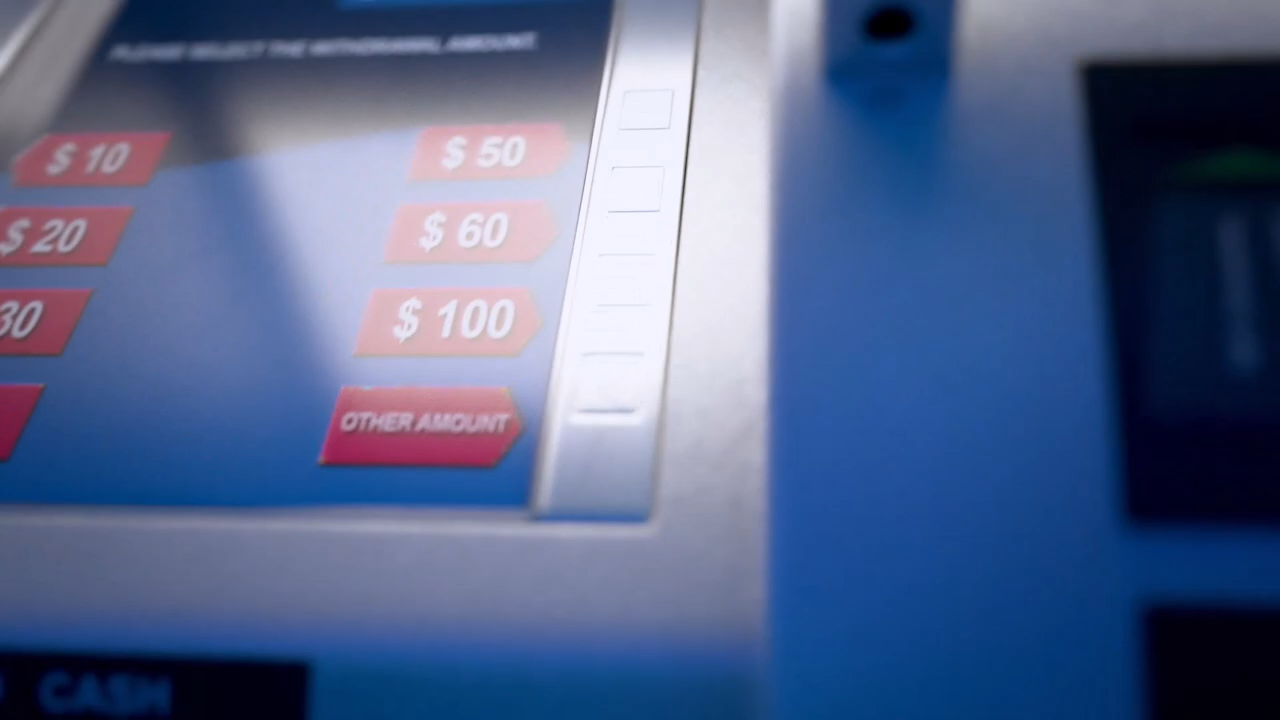 PLEASE SELECT THE WITHDRAWAL AMOUNT.
$ 10 $ 50
$ 20 $ 60
30 $ 100
OTHER AMOUNT
CASH